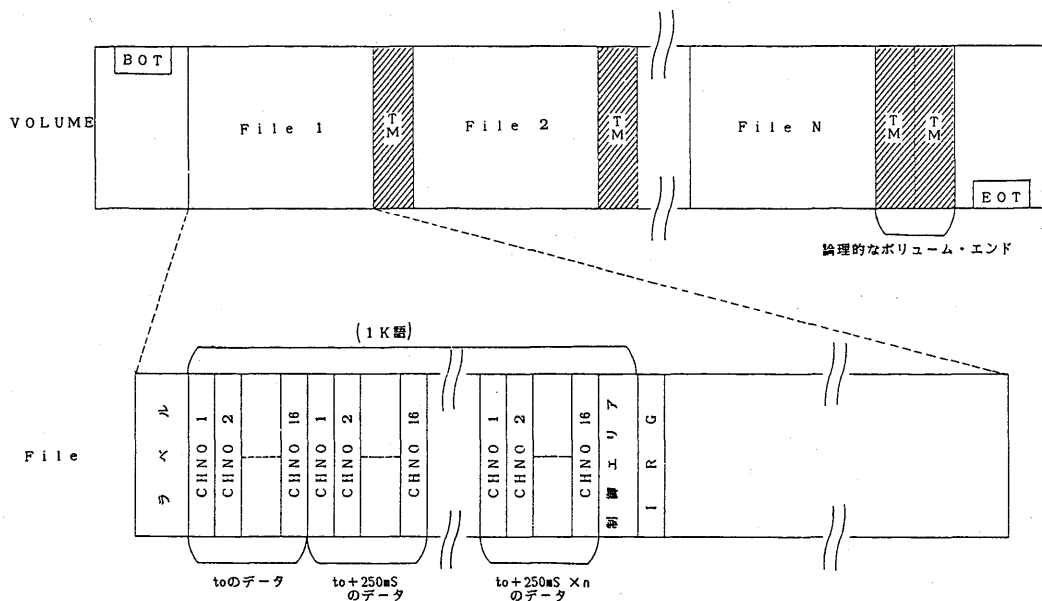 BOT
VOLUME
File 1
TM
File 2
TM
File N
TM
TM
EOT
論理的なボリューム・エンド
(1K語)
File
ラベル
CHNO 1
CHNO 2
CHNO 16
CHNO 1
CHNO 2
CHNO 16
CHNO 1
CHNO 2
CHNO 16
制御エリア
IRG
toのデータ
to+250mS
のデータ
to+250mS ×n
のデータ